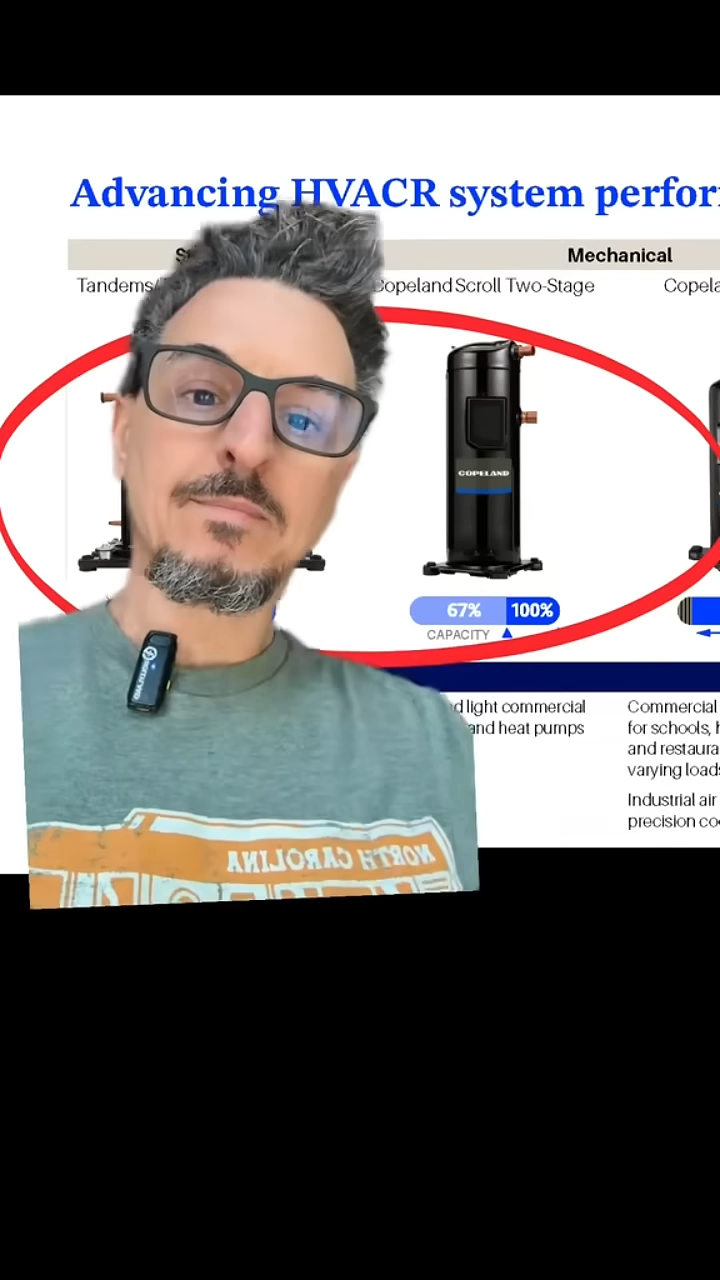 Advancing HVACR system perfor
S
Mechanical
Tandems/
Copeland Scroll Two-Stage
Copela
COPELAND
67%
100%
CAPACITY
d light commercial
and heat pumps
Commercial
for schools, h
and restaura
varying loads
Industrial air
precision co
NORTH CAROLINA